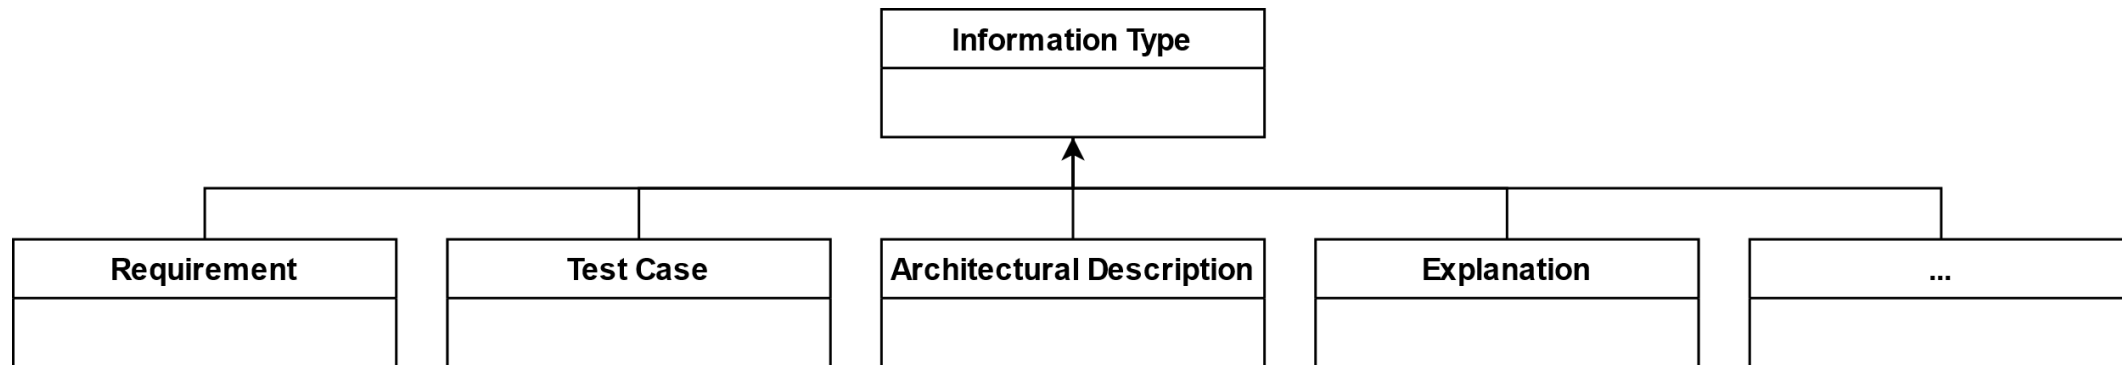 Information Type
Requirement
Test Case
Architectural Description
Explanation
...